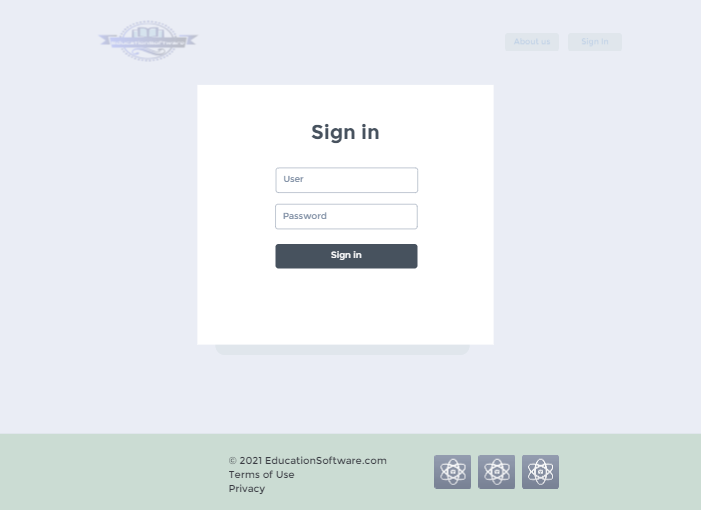 About us
Sign in
Sign in
User
Password
Sign in
© 2021 EducationSoftware.com
Terms of Use
Privacy